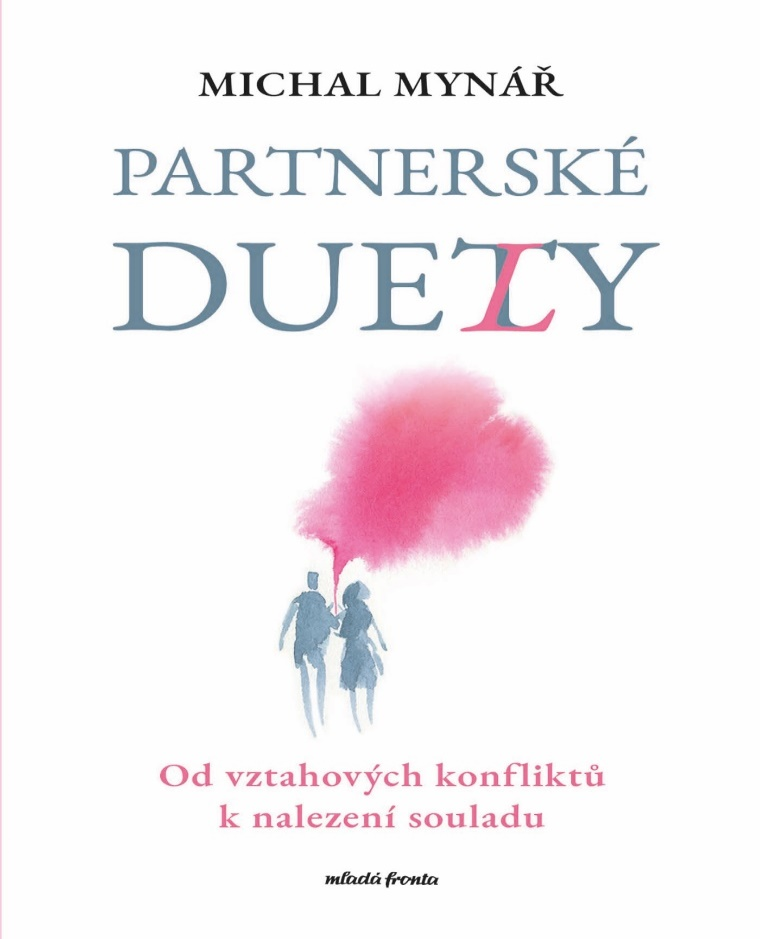 MICHAL MYNÁŘ
PARTNERSKÉ
DUETY
Od vztahových konfliktů
k nalezení souladu
mladá fronta